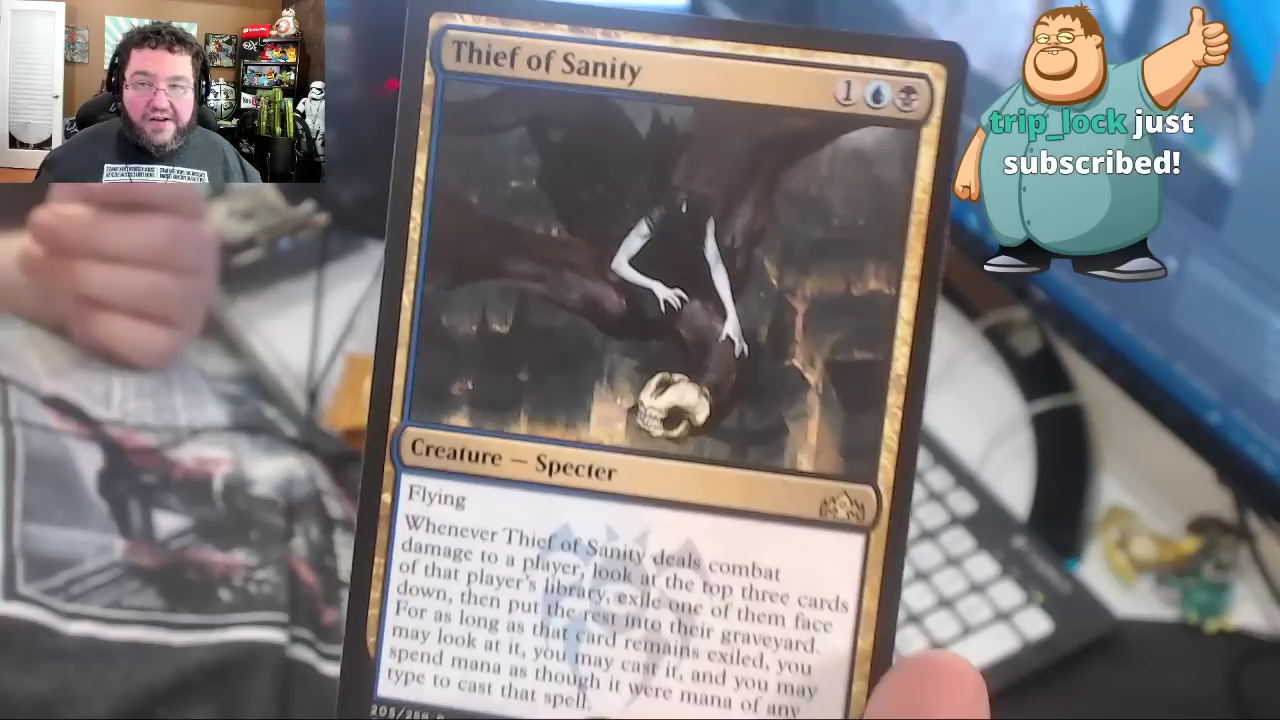 Thief of Sanity
1
trip_lock just
subscribed!
Creature — Specter
Flying
Whenever Thief of Sanity deals combat
damage to a player, look at the top three cards
of that player's library, exile one of them face
down, then put the rest into their graveyard.
For as long as that card remains exiled, you
may look at it, you may cast it, and you may
spend mana as though it were mana of any
type to cast that spell.
205/259 R